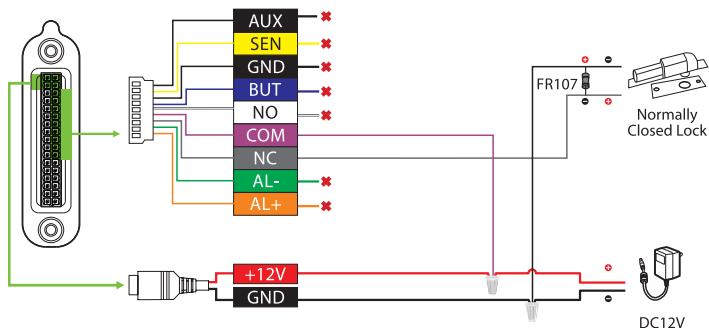 AUX
SEN
GND
BUT
NO
COM
NC
AL-
AL+
FR107
Normally
Closed Lock
+12V
GND
DC12V